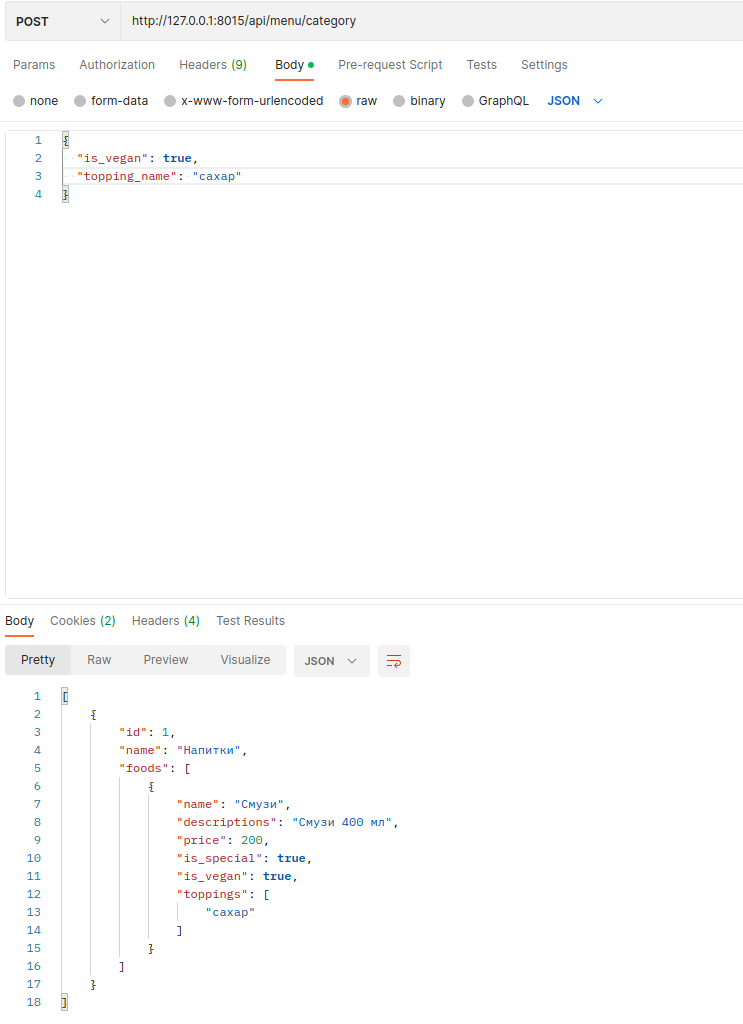 POST http://127.0.0.1:8015/api/menu/category
Params Authorization Headers (9) Body Pre-request Script Tests Settings
none form-data x-www-form-urlencoded raw binary GraphQL JSON
1 {
2 "is_vegan": true,
3 "topping_name": "сахар"
4 }
Body Cookies (2) Headers (4) Test Results
Pretty Raw Preview Visualize JSON
1 [
2 {
3 "id": 1,
4 "name": "Напитки",
5 "foods": [
6 {
7 "name": "Смузи",
8 "descriptions": "Смузи 400 мл",
9 "price": 200,
10 "is_special": true,
11 "is_vegan": true,
12 "toppings": [
13 "сахар"
14 ]
15 }
16 ]
17 }
18 ]